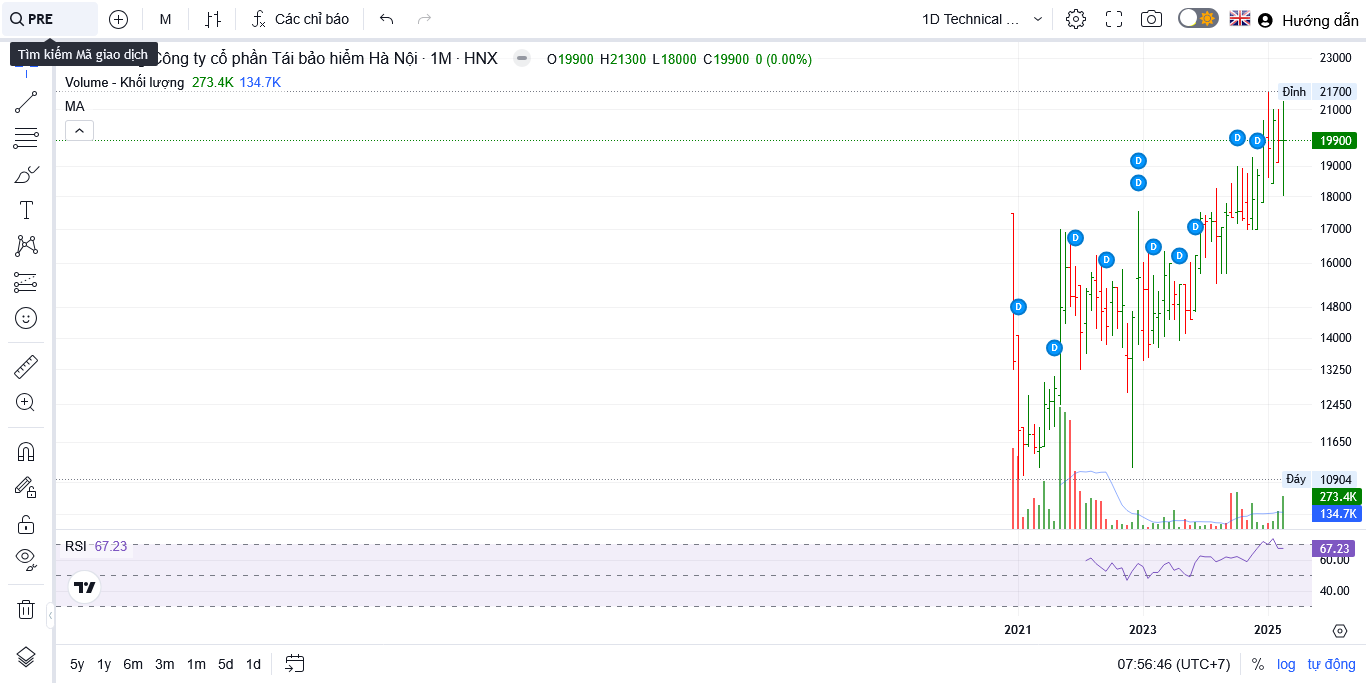 PRE
M
Các chỉ báo
1D Technical ...
Hướng dẫn
Tìm kiếm Mã giao dịch
Công ty cổ phần Tái bảo hiểm Hà Nội · 1M · HNX
O19900 H21300 L18000 C19900 0 (0.00%)
Volume - Khối lượng 273.4K 134.7K
MA
23000
Đỉnh 21700
21000
19900
19000
18000
17000
16000
14800
14000
13250
12450
11650
Đáy 10904
273.4K
134.7K
D
D
D
D
D
D
D
D
D
D
D
RSI 67.23
67.23
60.00
40.00
2021 2023 2025
5y 1y 6m 3m 1m 5d 1d
07:56:46 (UTC+7) % log tự động